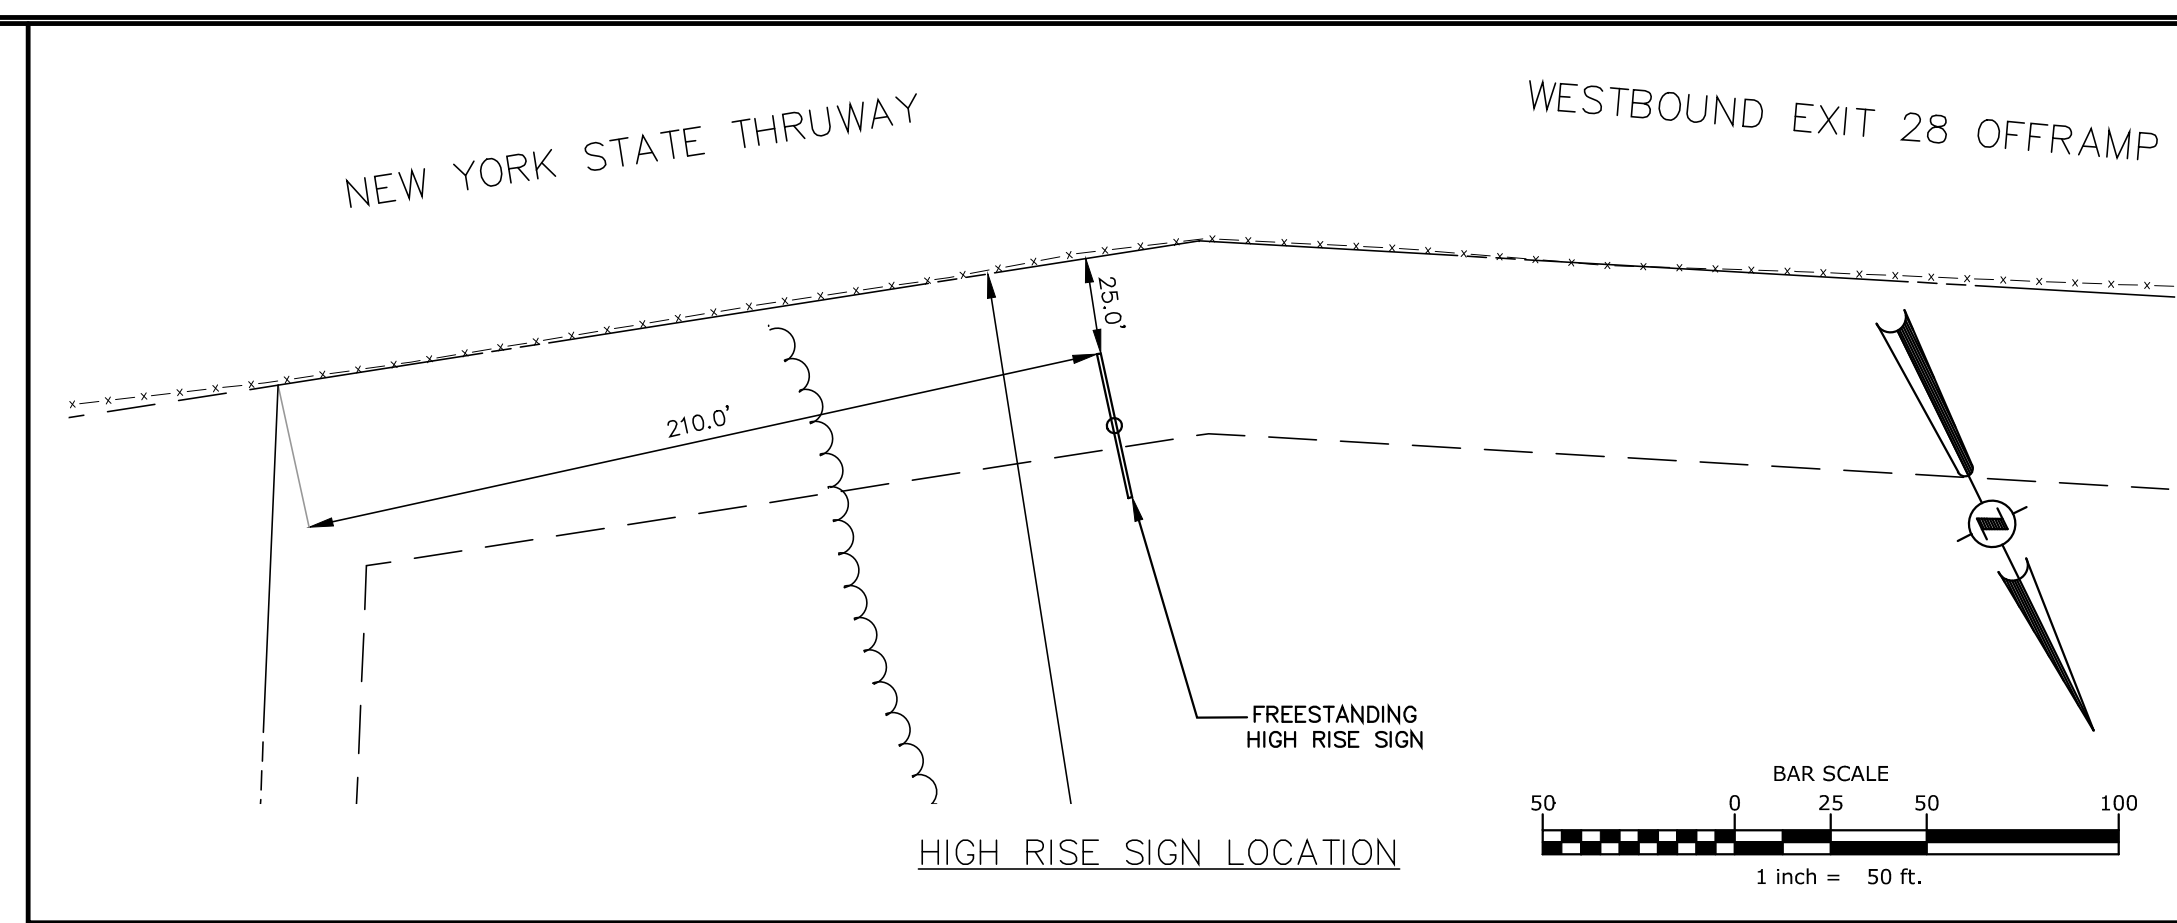 NEW YORK STATE THRUWAY
WESTBOUND EXIT 28 OFFRAMP
25.0'
210.0'
FREESTANDING
HIGH RISE SIGN
HIGH RISE SIGN LOCATION
BAR SCALE
50 0 25 50 100
1 inch = 50 ft.
N